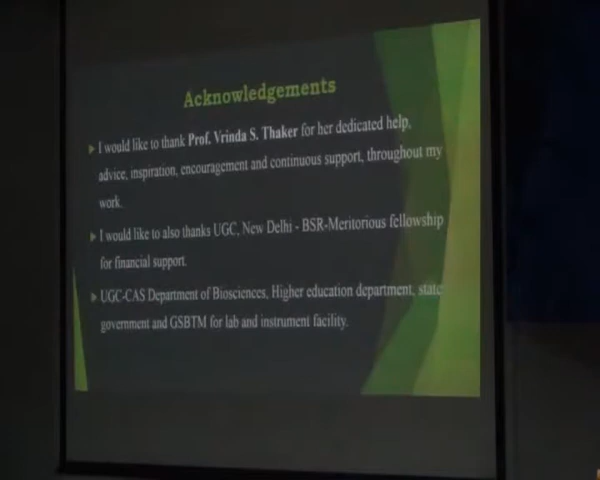 Acknowledgements
I would like to thank Prof. Vrinda S. Thaker for her dedicated help,
advice, inspiration, encouragement and continuous support, throughout my
work.
I would like to also thanks UGC, New Delhi - BSR-Meritorious fellowship
for financial support.
UGC-CAS Department of Biosciences, Higher education department, state
government and GSBTM for lab and instrument facility.